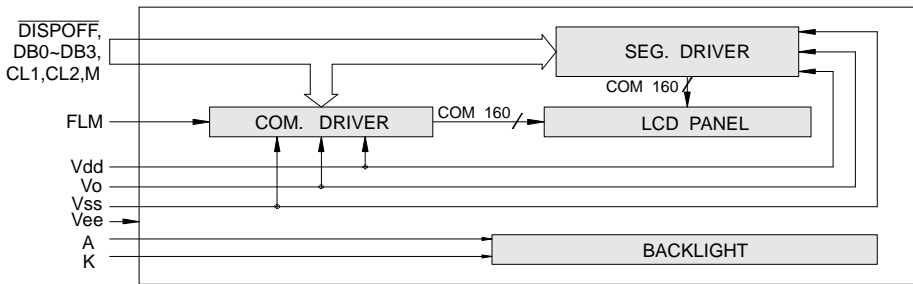 DISPOFF,
DB0~DB3,
CL1,CL2,M
SEG. DRIVER
COM 160
FLM
COM. DRIVER
COM 160
LCD PANEL
Vdd
Vo
Vss
Vee
A
K
BACKLIGHT